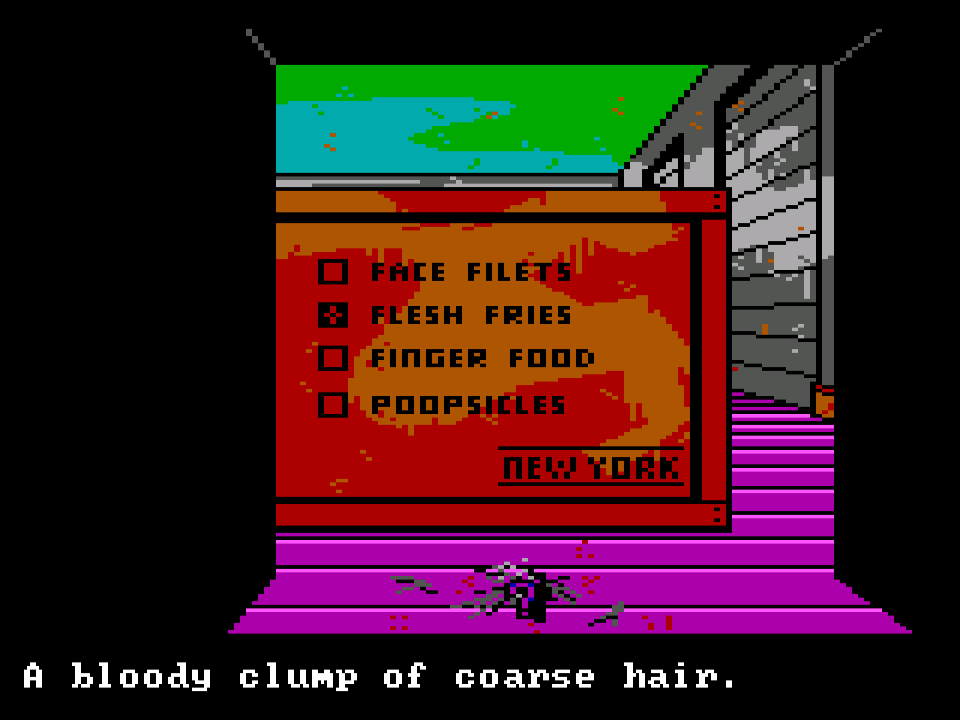 FACE FILETS
FLESH FRIES
FINGER FOOD
POOPSICLES
NEW YORK
A bloody clump of coarse hair.